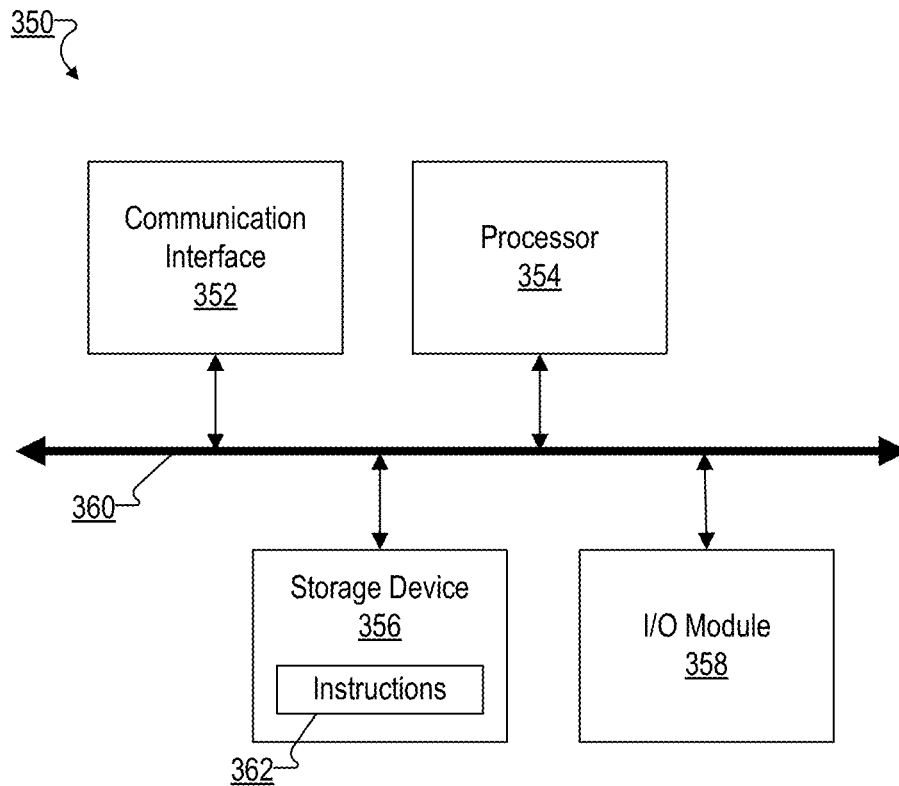 350
Communication
Interface
352
Processor
354
360
Storage Device
356
Instructions
362
I/O Module
358